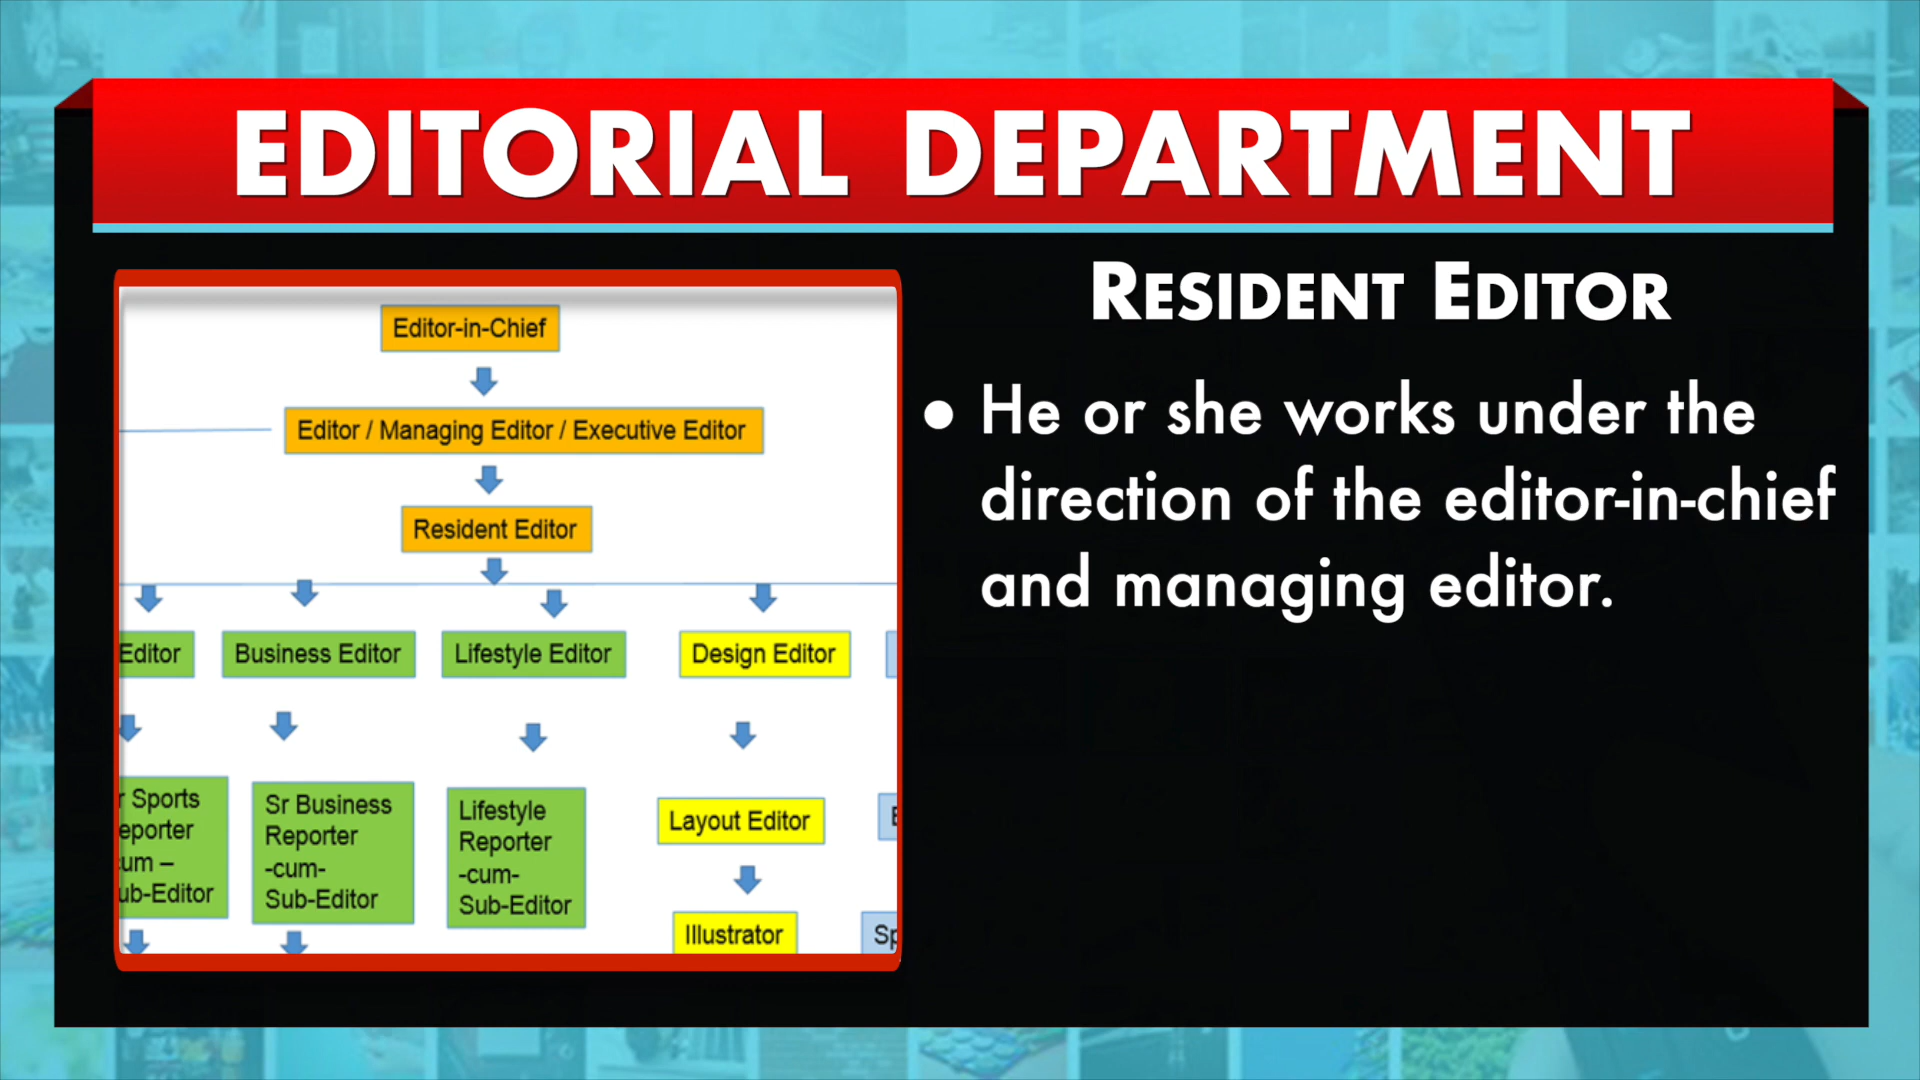 EDITORIAL DEPARTMENT
RESIDENT EDITOR
● He or she works under the
direction of the editor-in-chief
and managing editor.
Editor-in-Chief
Editor / Managing Editor / Executive Editor
Resident Editor
Editor
Business Editor
Lifestyle Editor
Design Editor
r Sports
eporter
cum –
ub-Editor
Sr Business
Reporter
-cum-
Sub-Editor
Lifestyle
Reporter
-cum-
Sub-Editor
Layout Editor
Illustrator
Sp